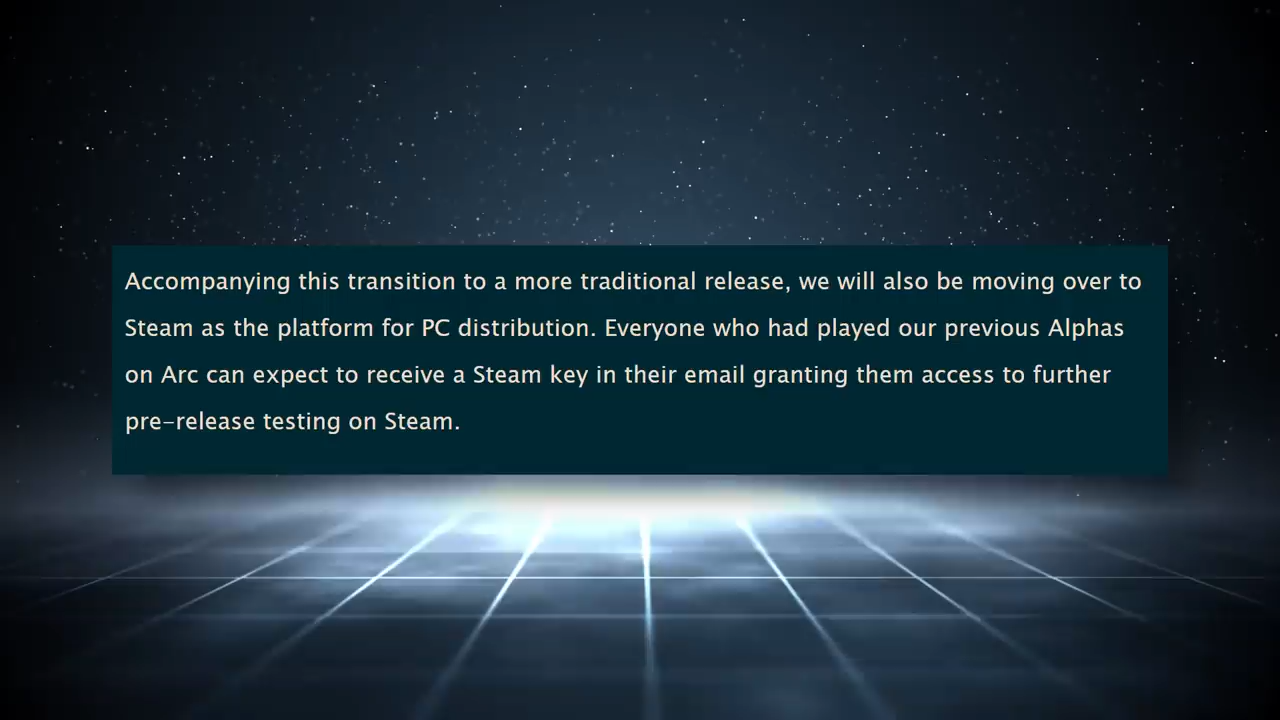 Accompanying this transition to a more traditional release, we will also be moving over to
Steam as the platform for PC distribution. Everyone who had played our previous Alphas
on Arc can expect to receive a Steam key in their email granting them access to further
pre-release testing on Steam.